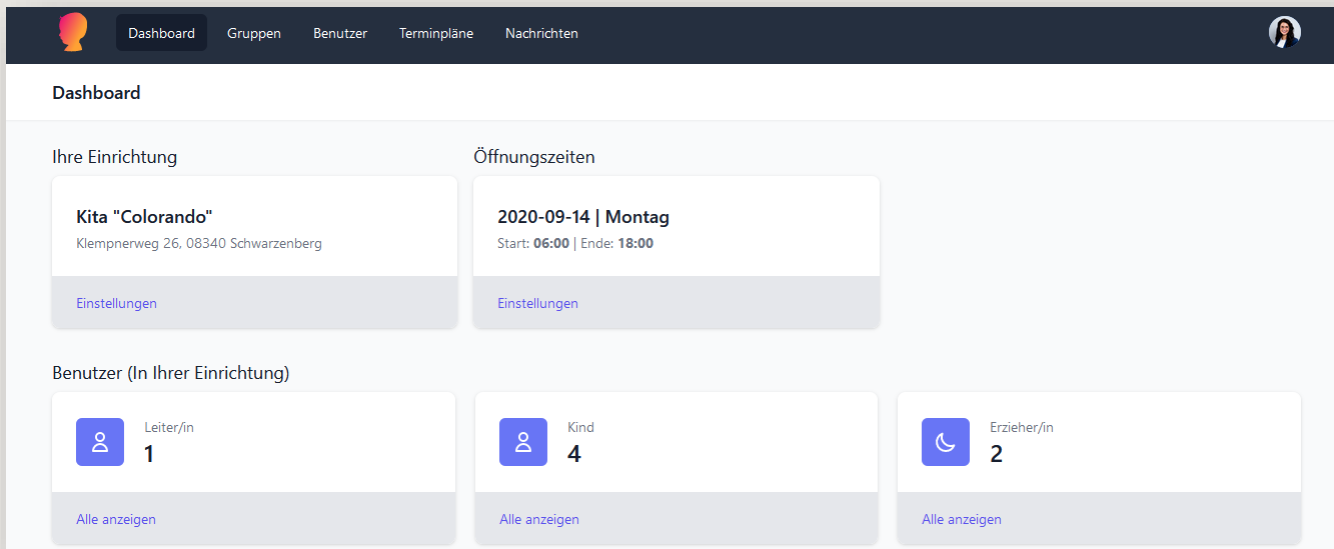 Dashboard Gruppen Benutzer Terminpläne Nachrichten
Dashboard
Ihre Einrichtung
Kita "Colorando"
Klempnerweg 26, 08340 Schwarzenberg
Einstellungen
Öffnungszeiten
2020-09-14 | Montag
Start: 06:00 | Ende: 18:00
Einstellungen
Benutzer (In Ihrer Einrichtung)
Leiter/in
1
Alle anzeigen
Kind
4
Alle anzeigen
Erzieher/in
2
Alle anzeigen